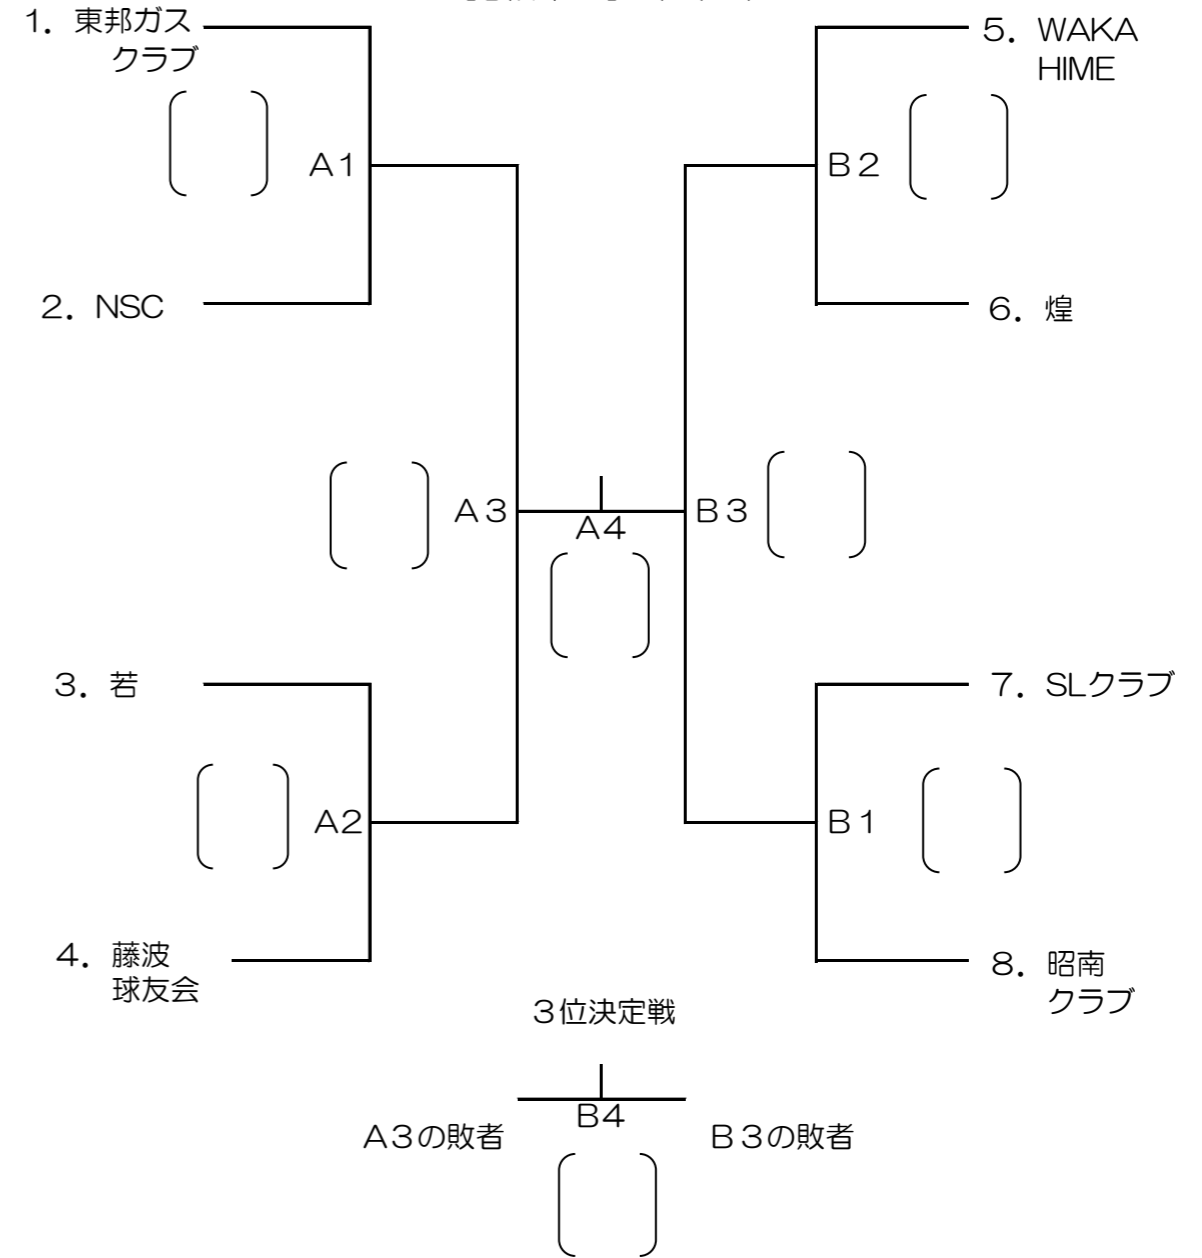 1．東邦ガス
クラブ
A1
2．NSC
3．若
A2
4．藤波
球友会
A3
A4
B3
5．WAKA
HIME
B2
6．煌
7．SLクラブ
B1
8．昭南
クラブ
3位決定戦
B4
A3の敗者
B3の敗者